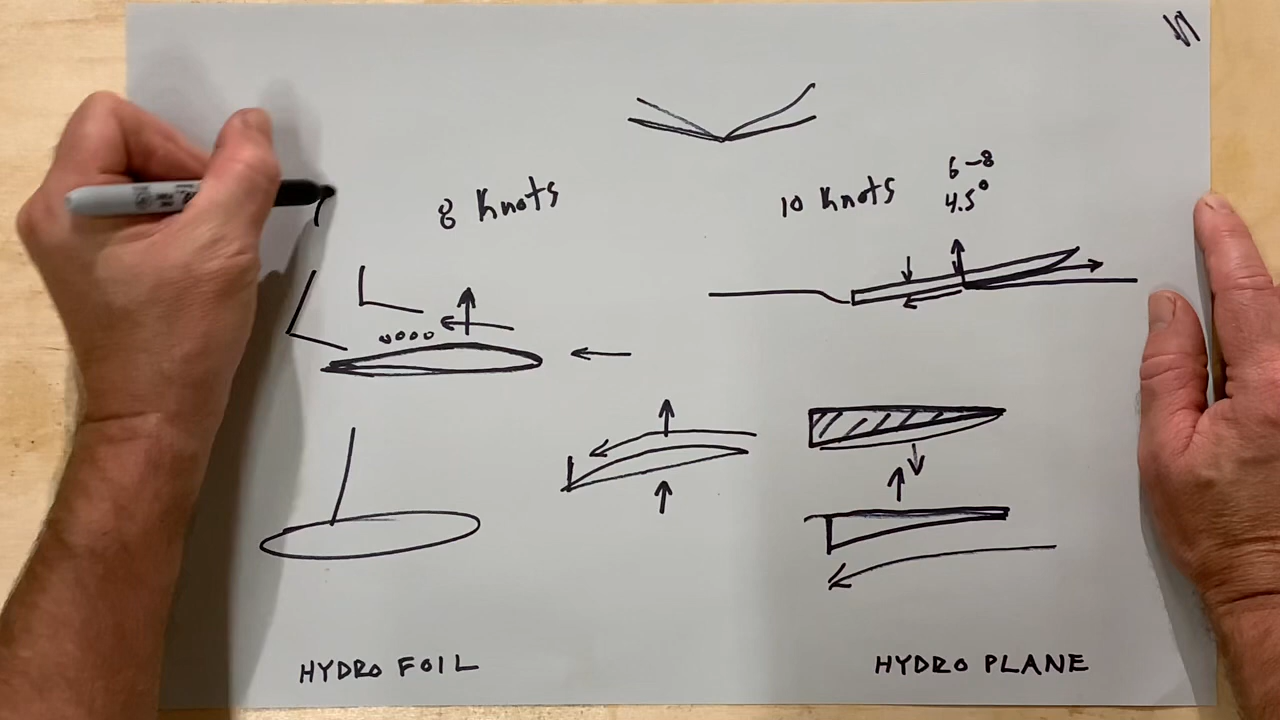 6-8
8 Knots
10 Knots
4.5°
HYDRO FOIL
HYDRO PLANE